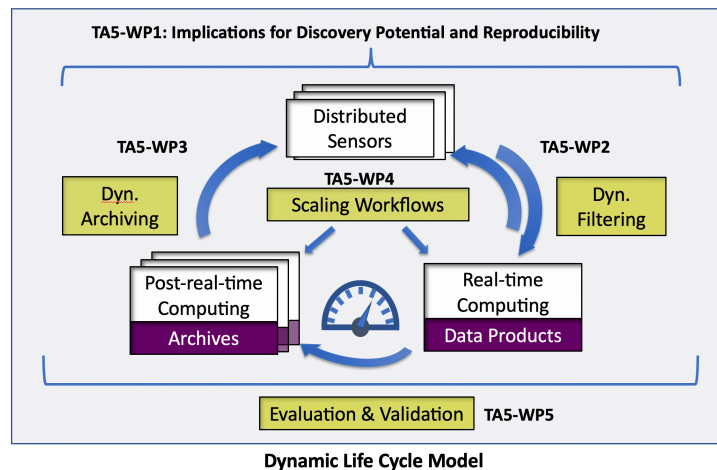 TA5-WP1: Implications for Discovery Potential and Reproducibility
Distributed
Sensors
TA5-WP3
TA5-WP2
TA5-WP4
Dyn.
Archiving
Scaling Workflows
Dyn.
Filtering
Post-real-time
Computing
Archives
Real-time
Computing
Data Products
Evaluation & Validation
TA5-WP5
Dynamic Life Cycle Model